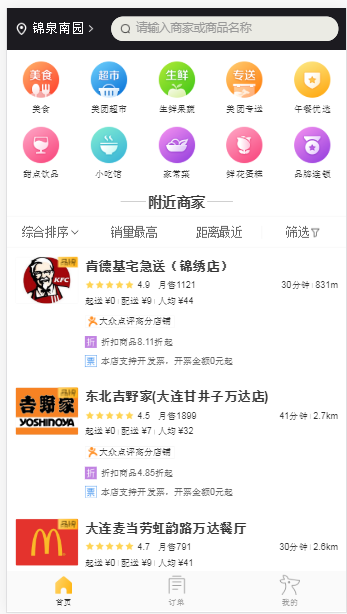 锦泉南园
请输入商家或商品名称
美食 超市 生鲜 专送
美食 美团超市 生鲜果蔬 美团专送 午餐优选
甜点饮品 小吃馆 家常菜 鲜花蛋糕 品牌连锁
附近商家
综合排序 销量最高 距离最近 筛选
品牌
KFC
肯德基宅急送（锦绣店）
4.9 月售1121 30分钟 831m
起送 ¥0 配送 ¥9 人均 ¥44
大众点评高分店铺
折 折扣商品8.11折起
票 本店支持开发票，开票金额0元起
品牌
吉野家
YOSHINOYA
东北吉野家(大连甘井子万达店)
4.5 月售1899 41分钟 2.7km
起送 ¥0 配送 ¥7 人均 ¥32
大众点评高分店铺
折 折扣商品4.85折起
票 本店支持开发票，开票金额0元起
品牌
大连麦当劳虹韵路万达餐厅
4.7 月售791 30分钟 2.6km
起送 ¥0 配送 ¥9 人均 ¥41
首页 订单 我的